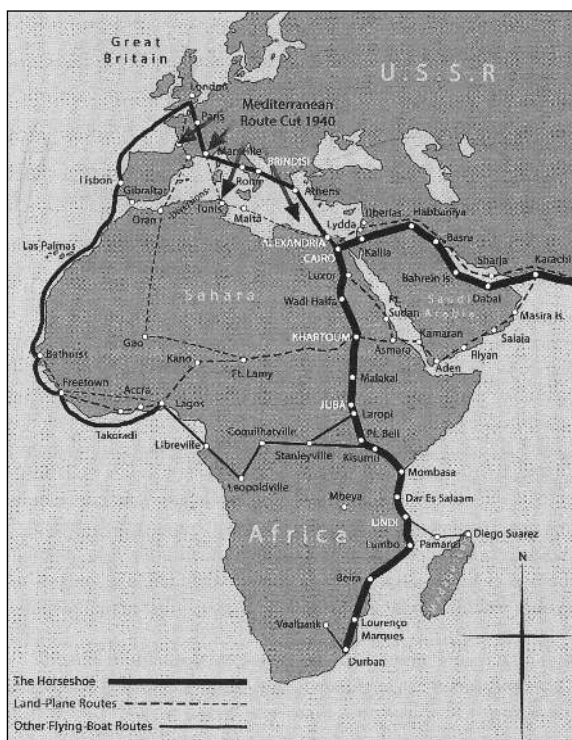 Great
Britain
U.S.S.R
London
Mediterranean
Route Cut 1940
Paris
Marseille
BRINDISI
Lisbon
Rome
Athens
Gibraltar
Tunis
Malta
Oran
Tiberias
Habbaniya
Lydda
ALEXANDRIA
CAIRO
Kallia
Basra
Las Palmas
Luxor
Bahrein Is.
Sharja
Karachi
Dabai
Sahara
Wadi Halfa
Pt.
Sudan
Saudi
Arabia
Masira Is.
Salala
KHARTOUM
Kamazan
Riyan
Gao
Asmara
Aden
Bathurst
Kano
Ft. Lamy
Freetown
Accra
Lagos
Malakal
Takoradi
JUBA
Laropi
Coquilhatville
Libreville
Pt. Bell
Stanleyville
Kisumu
Leopoldville
Mombasa
Mbeya
Dar Es Salaam
Africa
LINDI
Diego Suarez
Lumbo
Pamanzi
Madagascar
N
Beira
Vaalbank
Lourenço
Marques
Durban
The Horseshoe
Land-Plane Routes
Other Flying-Boat Routes